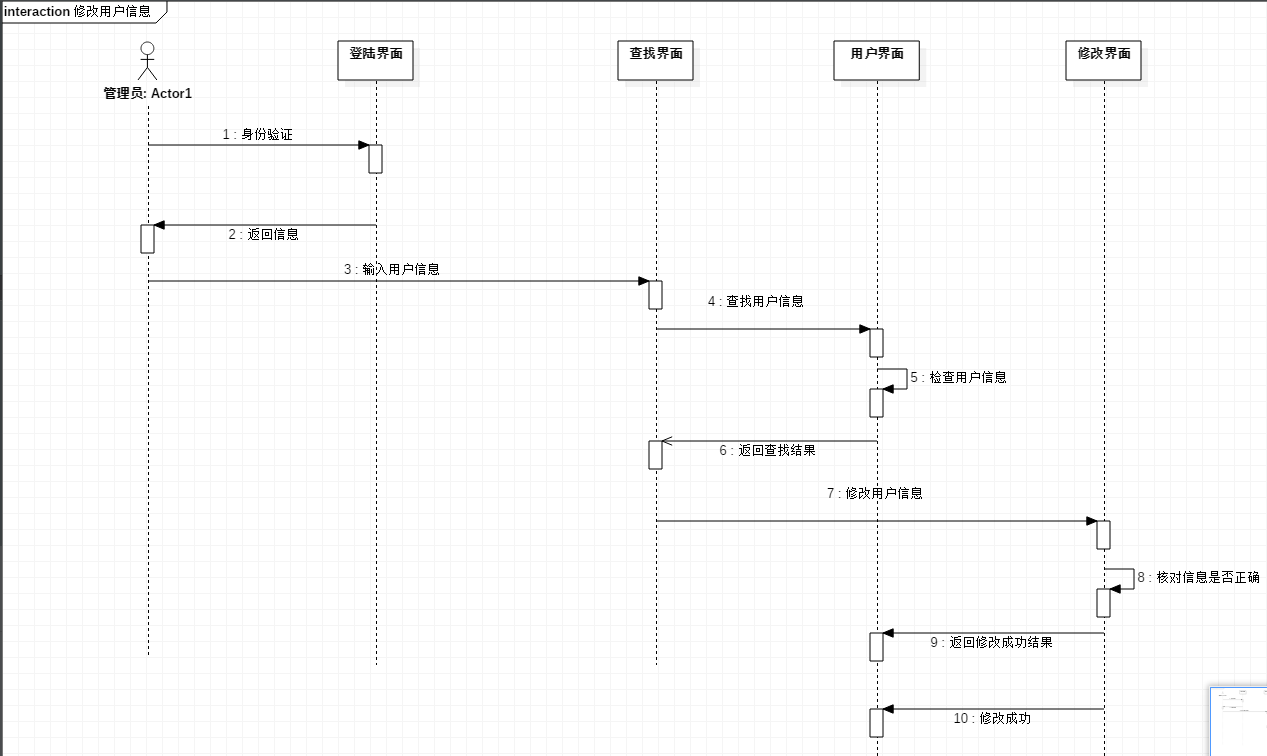 interaction 修改用户信息
登陆界面
查找界面
用户界面
修改界面
管理员: Actor1
1 : 身份验证
2 : 返回信息
3 : 输入用户信息
4 : 查找用户信息
5 : 检查用户信息
6 : 返回查找结果
7 : 修改用户信息
8 : 核对信息是否正确
9 : 返回修改成功结果
10 : 修改成功